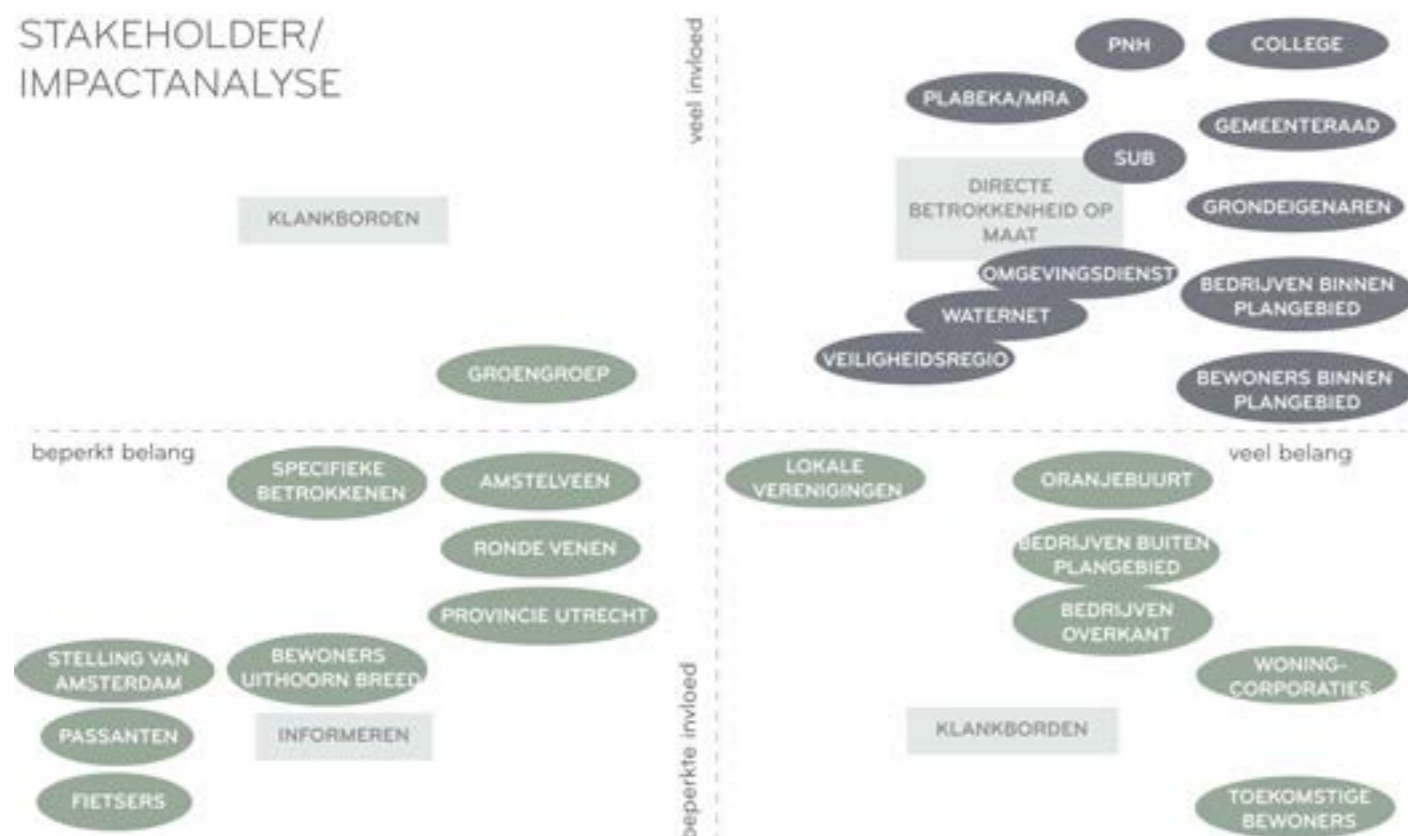 STAKEHOLDER/
IMPACTANALYSE
veel invloed
PNH
COLLEGE
PLABEKA/MRA
GEMEENTERAAD
SUB
DIRECTE
BETROKKENHEID OP
MAAT
KLANKBORDEN
GRONDEIGENAREN
OMGEVINGSDIENST
BEDRIJVEN BINNEN
PLANGEBIED
WATERNET
VEILIGHEIDSREGIO
GROENGROEP
BEWONERS BINNEN
PLANGEBIED
beperkt belang
veel belang
SPECIFIEKE
BETROKKENEN
AMSTELVEEN
LOKALE
VERENIGINGEN
ORANJEBUURT
RONDE VENEN
BEDRIJVEN BUITEN
PLANGEBIED
PROVINCIE UTRECHT
BEDRIJVEN
OVERKANT
STELLING VAN
AMSTERDAM
BEWONERS
UITHOORN BREED
WONING-
CORPORATIES
PASSANTEN
INFORMEREN
beperkte invloed
KLANKBORDEN
FIETSERS
TOEKOMSTIGE
BEWONERS